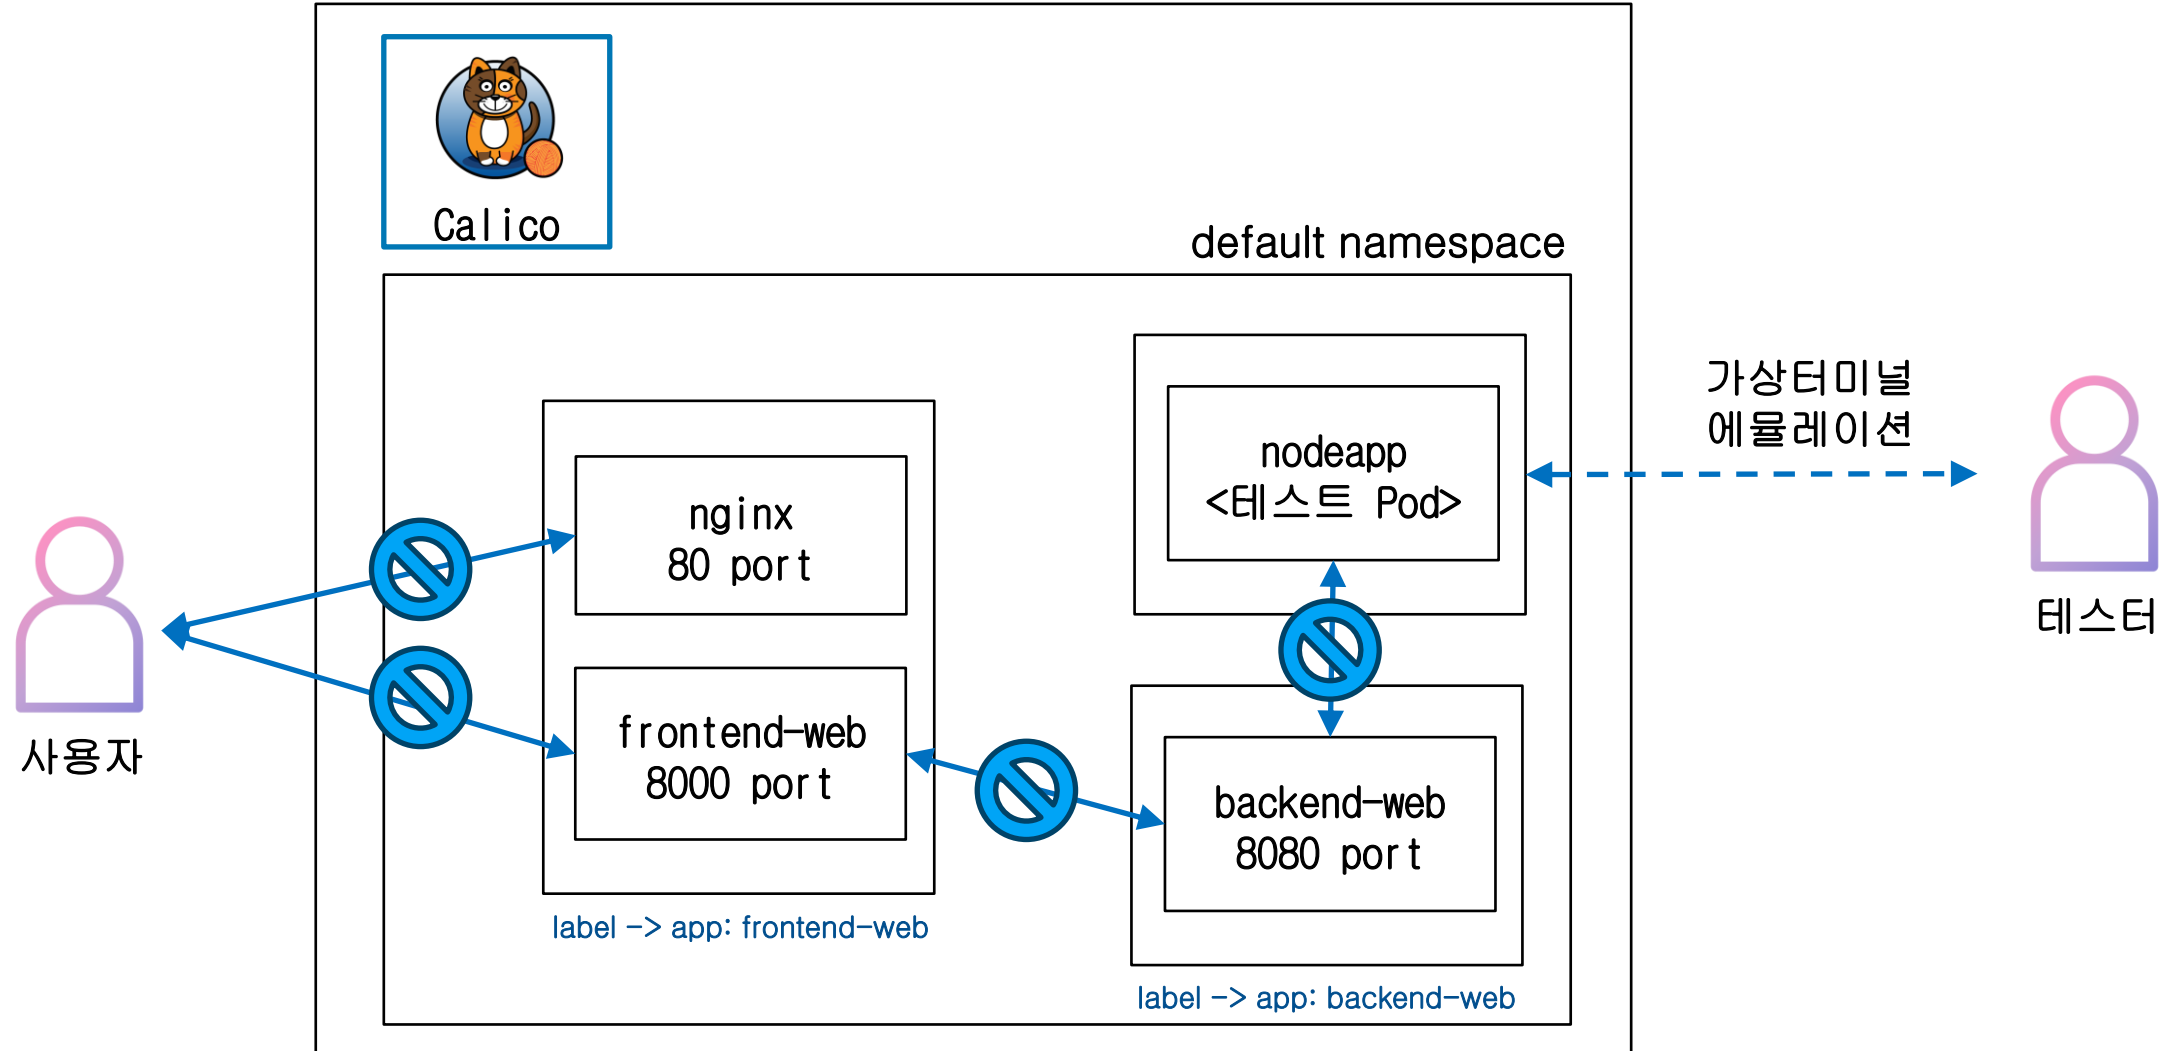 Calico
default namespace
가상터미널
에뮬레이션
nodeapp
<테스트 Pod>
nginx
80 port
테스터
frontend-web
8000 port
사용자
backend-web
8080 port
label -> app: frontend-web
label -> app: backend-web